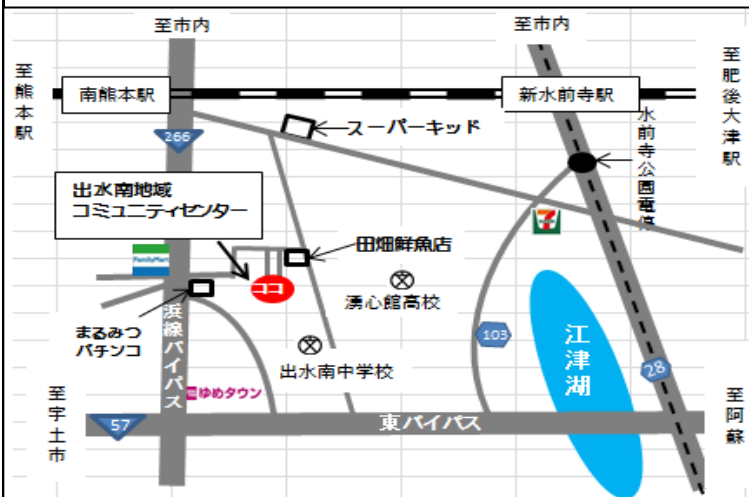 至市内
至市内
至熊本駅
南熊本駅
新水前寺駅
至肥後大津駅
266
スーパーキッド
水前寺公園電停
出水南地域
コミュニティセンター
FamilyMart
田畑鮮魚店
7
ココ
湧心館高校
まるみつ
パチンコ
浜線バイパス
103
江津湖
出水南中学校
28
至宇土市
ゆめタウン
57
東バイパス
至阿蘇